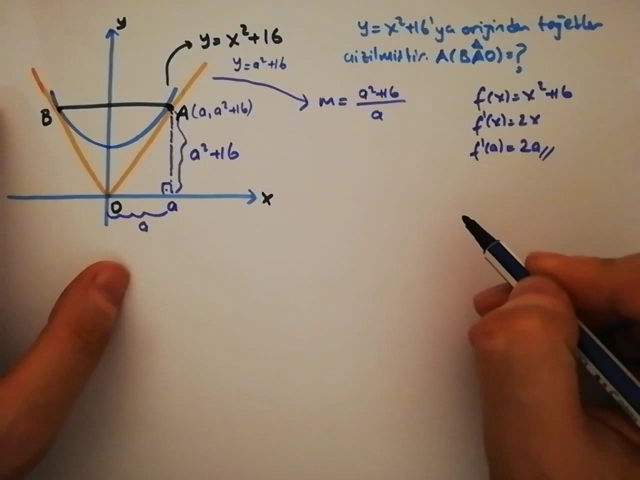 y
y = x²+16
y = a²+16
B
A(a, a²+16)
a²+16
O
a
x
a
y = x²+16'ya orijinden teğetler
çizilmiştir. A(BÂO) = ?
m = a²+16 / a
f(x) = x²+16
f'(x) = 2x
f'(a) = 2a //